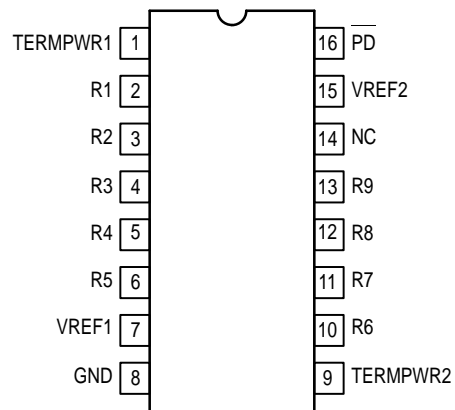 TERMPWR1 1 16 P̅D̅
R1 2 15 VREF2
R2 3 14 NC
R3 4 13 R9
R4 5 12 R8
R5 6 11 R7
VREF1 7 10 R6
GND 8 9 TERMPWR2